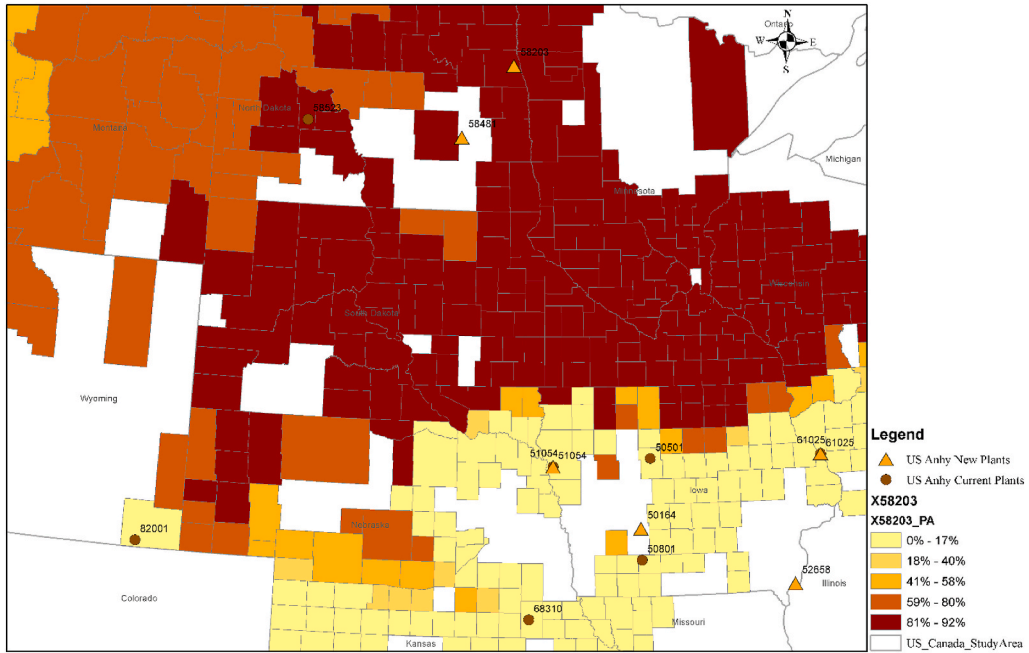 Ontario
N
W E
S
58203
North Dakota
58523
Montana
58481
Michigan
Minnesota
Wisconsin
South Dakota
Wyoming
51054 51054
50501
61025 61025
Iowa
50164
Nebraska
82001
50801
52658
Illinois
Colorado
68310
Missouri
Kansas
Legend
US Anhy New Plants
US Anhy Current Plants
X58203
X58203_PA
0% - 17%
18% - 40%
41% - 58%
59% - 80%
81% - 92%
US_Canada_StudyArea